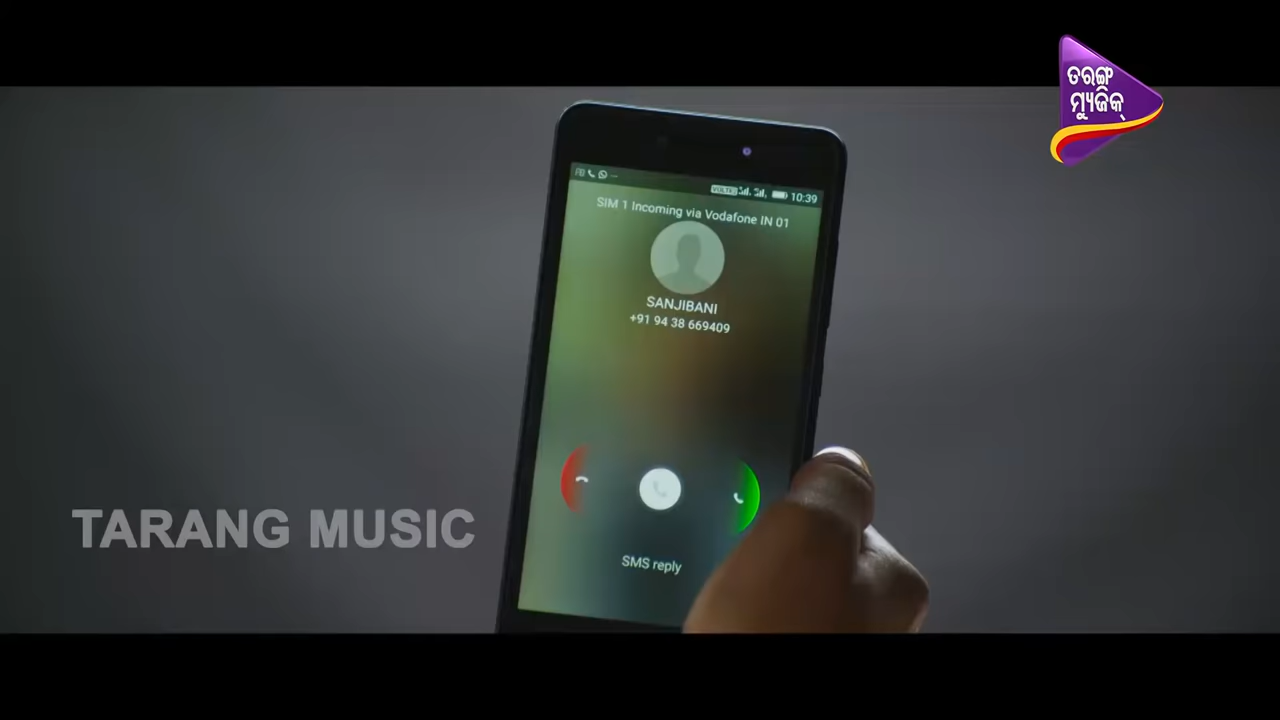 ତରଙ୍ଗ
ମ୍ୟୁଜିକ୍
VOLTE
10:39
SIM 1 Incoming via Vodafone IN 01
SANJIBANI
+91 94 38 669409
SMS reply
TARANG MUSIC